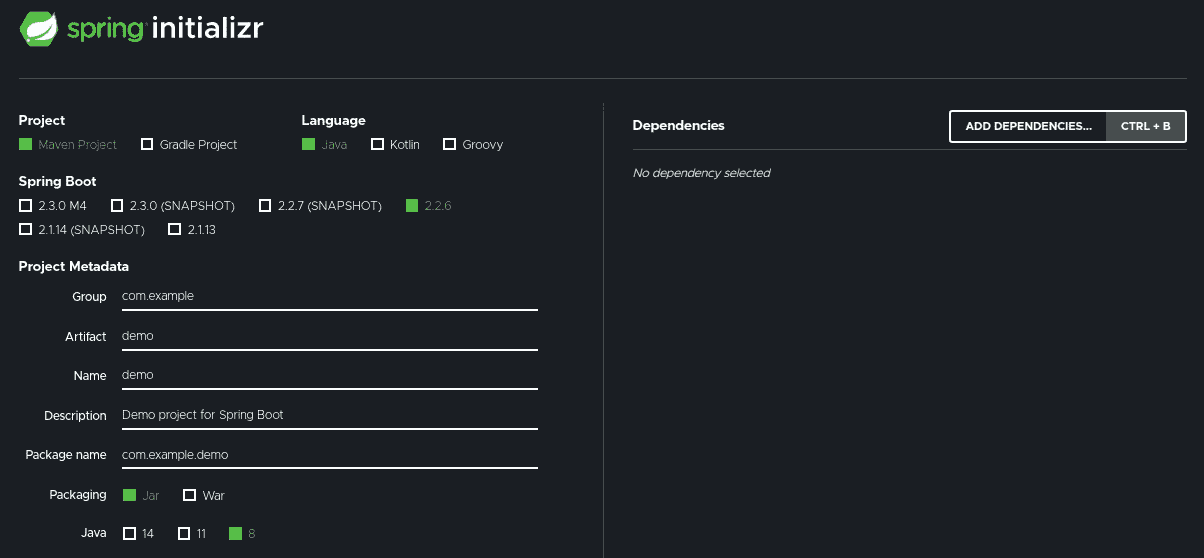 spring initializr
Project
Maven Project Gradle Project
Language
Java Kotlin Groovy
Spring Boot
2.3.0 M4 2.3.0 (SNAPSHOT) 2.2.7 (SNAPSHOT) 2.2.6
2.1.14 (SNAPSHOT) 2.1.13
Project Metadata
Group com.example
Artifact demo
Name demo
Description Demo project for Spring Boot
Package name com.example.demo
Packaging Jar War
Java 14 11 8
Dependencies ADD DEPENDENCIES... CTRL + B
No dependency selected